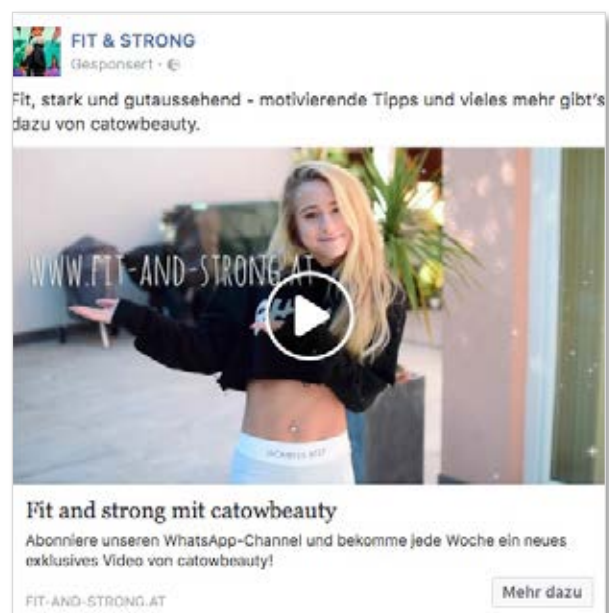 FIT & STRONG
Gesponsert ·
Fit, stark und gutaussehend - motivierende Tipps und vieles mehr gibt's
dazu von catowbeauty.
WWW.FIT-AND-STRONG.AT
Fit and strong mit catowbeauty
Abonniere unseren WhatsApp-Channel und bekomme jede Woche ein neues
exklusives Video von catowbeauty!
FIT-AND-STRONG.AT
Mehr dazu